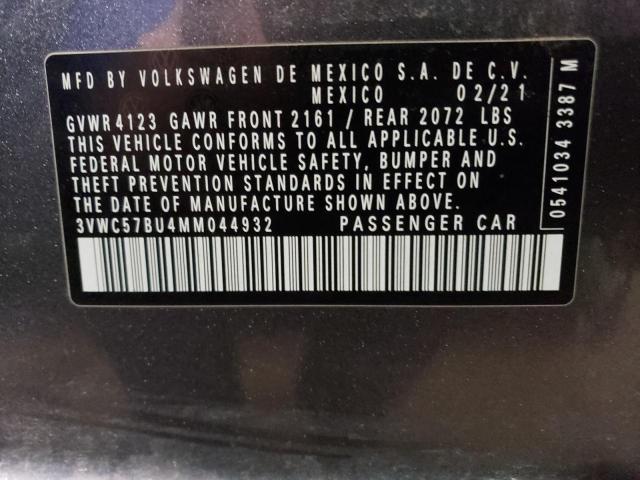 MFD BY VOLKSWAGEN DE MEXICO S.A. DE C.V.
MEXICO 02/21
GVWR 4123 GAWR FRONT 2161 / REAR 2072 LBS
THIS VEHICLE CONFORMS TO ALL APPLICABLE U.S.
FEDERAL MOTOR VEHICLE SAFETY, BUMPER AND
THEFT PREVENTION STANDARDS IN EFFECT ON
THE DATE OF MANUFACTURE SHOWN ABOVE.
3VWC57BU4MM044932 PASSENGER CAR
0541034 3387 M